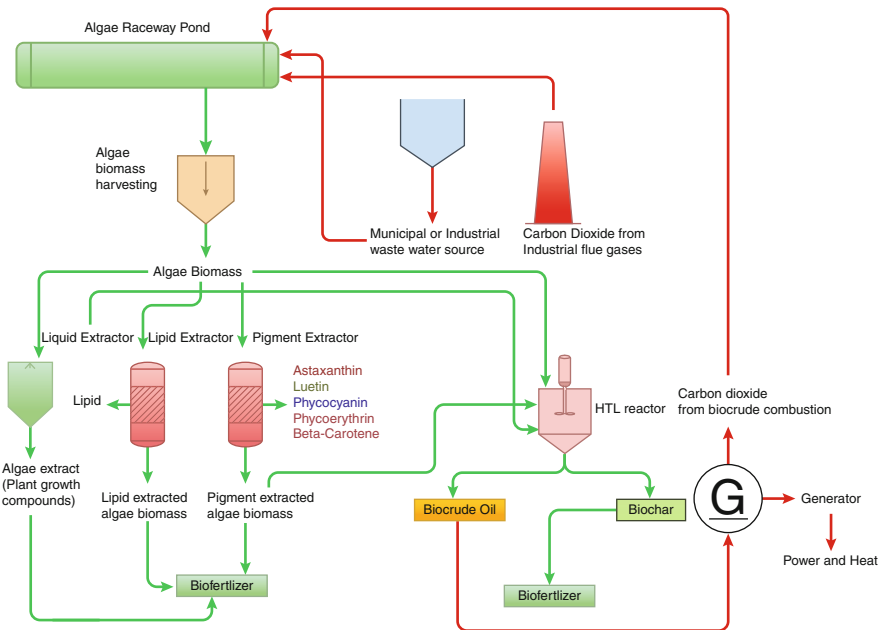 Algae Raceway Pond
Algae
biomass
harvesting
Municipal or Industrial
waste water source
Carbon Dioxide from
Industrial flue gases
Algae Biomass
Liquid Extractor
Lipid Extractor
Pigment Extractor
Astaxanthin
Luetin
Phycocyanin
Phycoerythrin
Beta-Carotene
Lipid
HTL reactor
Carbon dioxide
from biocrude combustion
Algae extract
(Plant growth
compounds)
Lipid extracted
algae biomass
Pigment extracted
algae biomass
Biocrude Oil
Biochar
G
Generator
Power and Heat
Biofertlizer
Biofertlizer